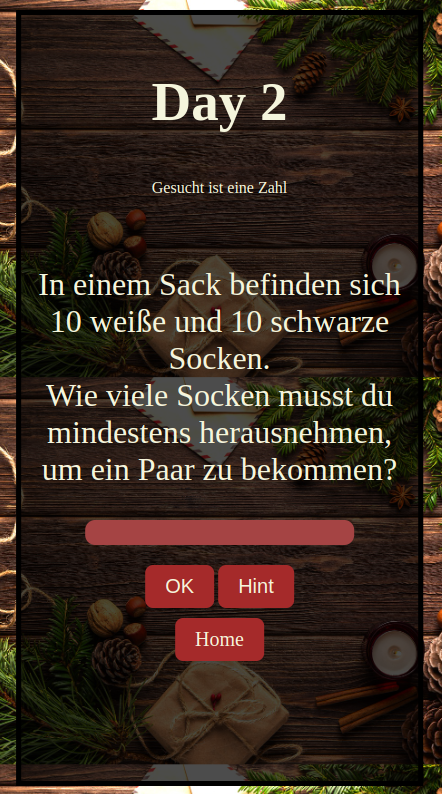 Day 2
Gesucht ist eine Zahl
In einem Sack befinden sich
10 weiße und 10 schwarze
Socken.
Wie viele Socken musst du
mindestens herausnehmen,
um ein Paar zu bekommen?
OK Hint
Home